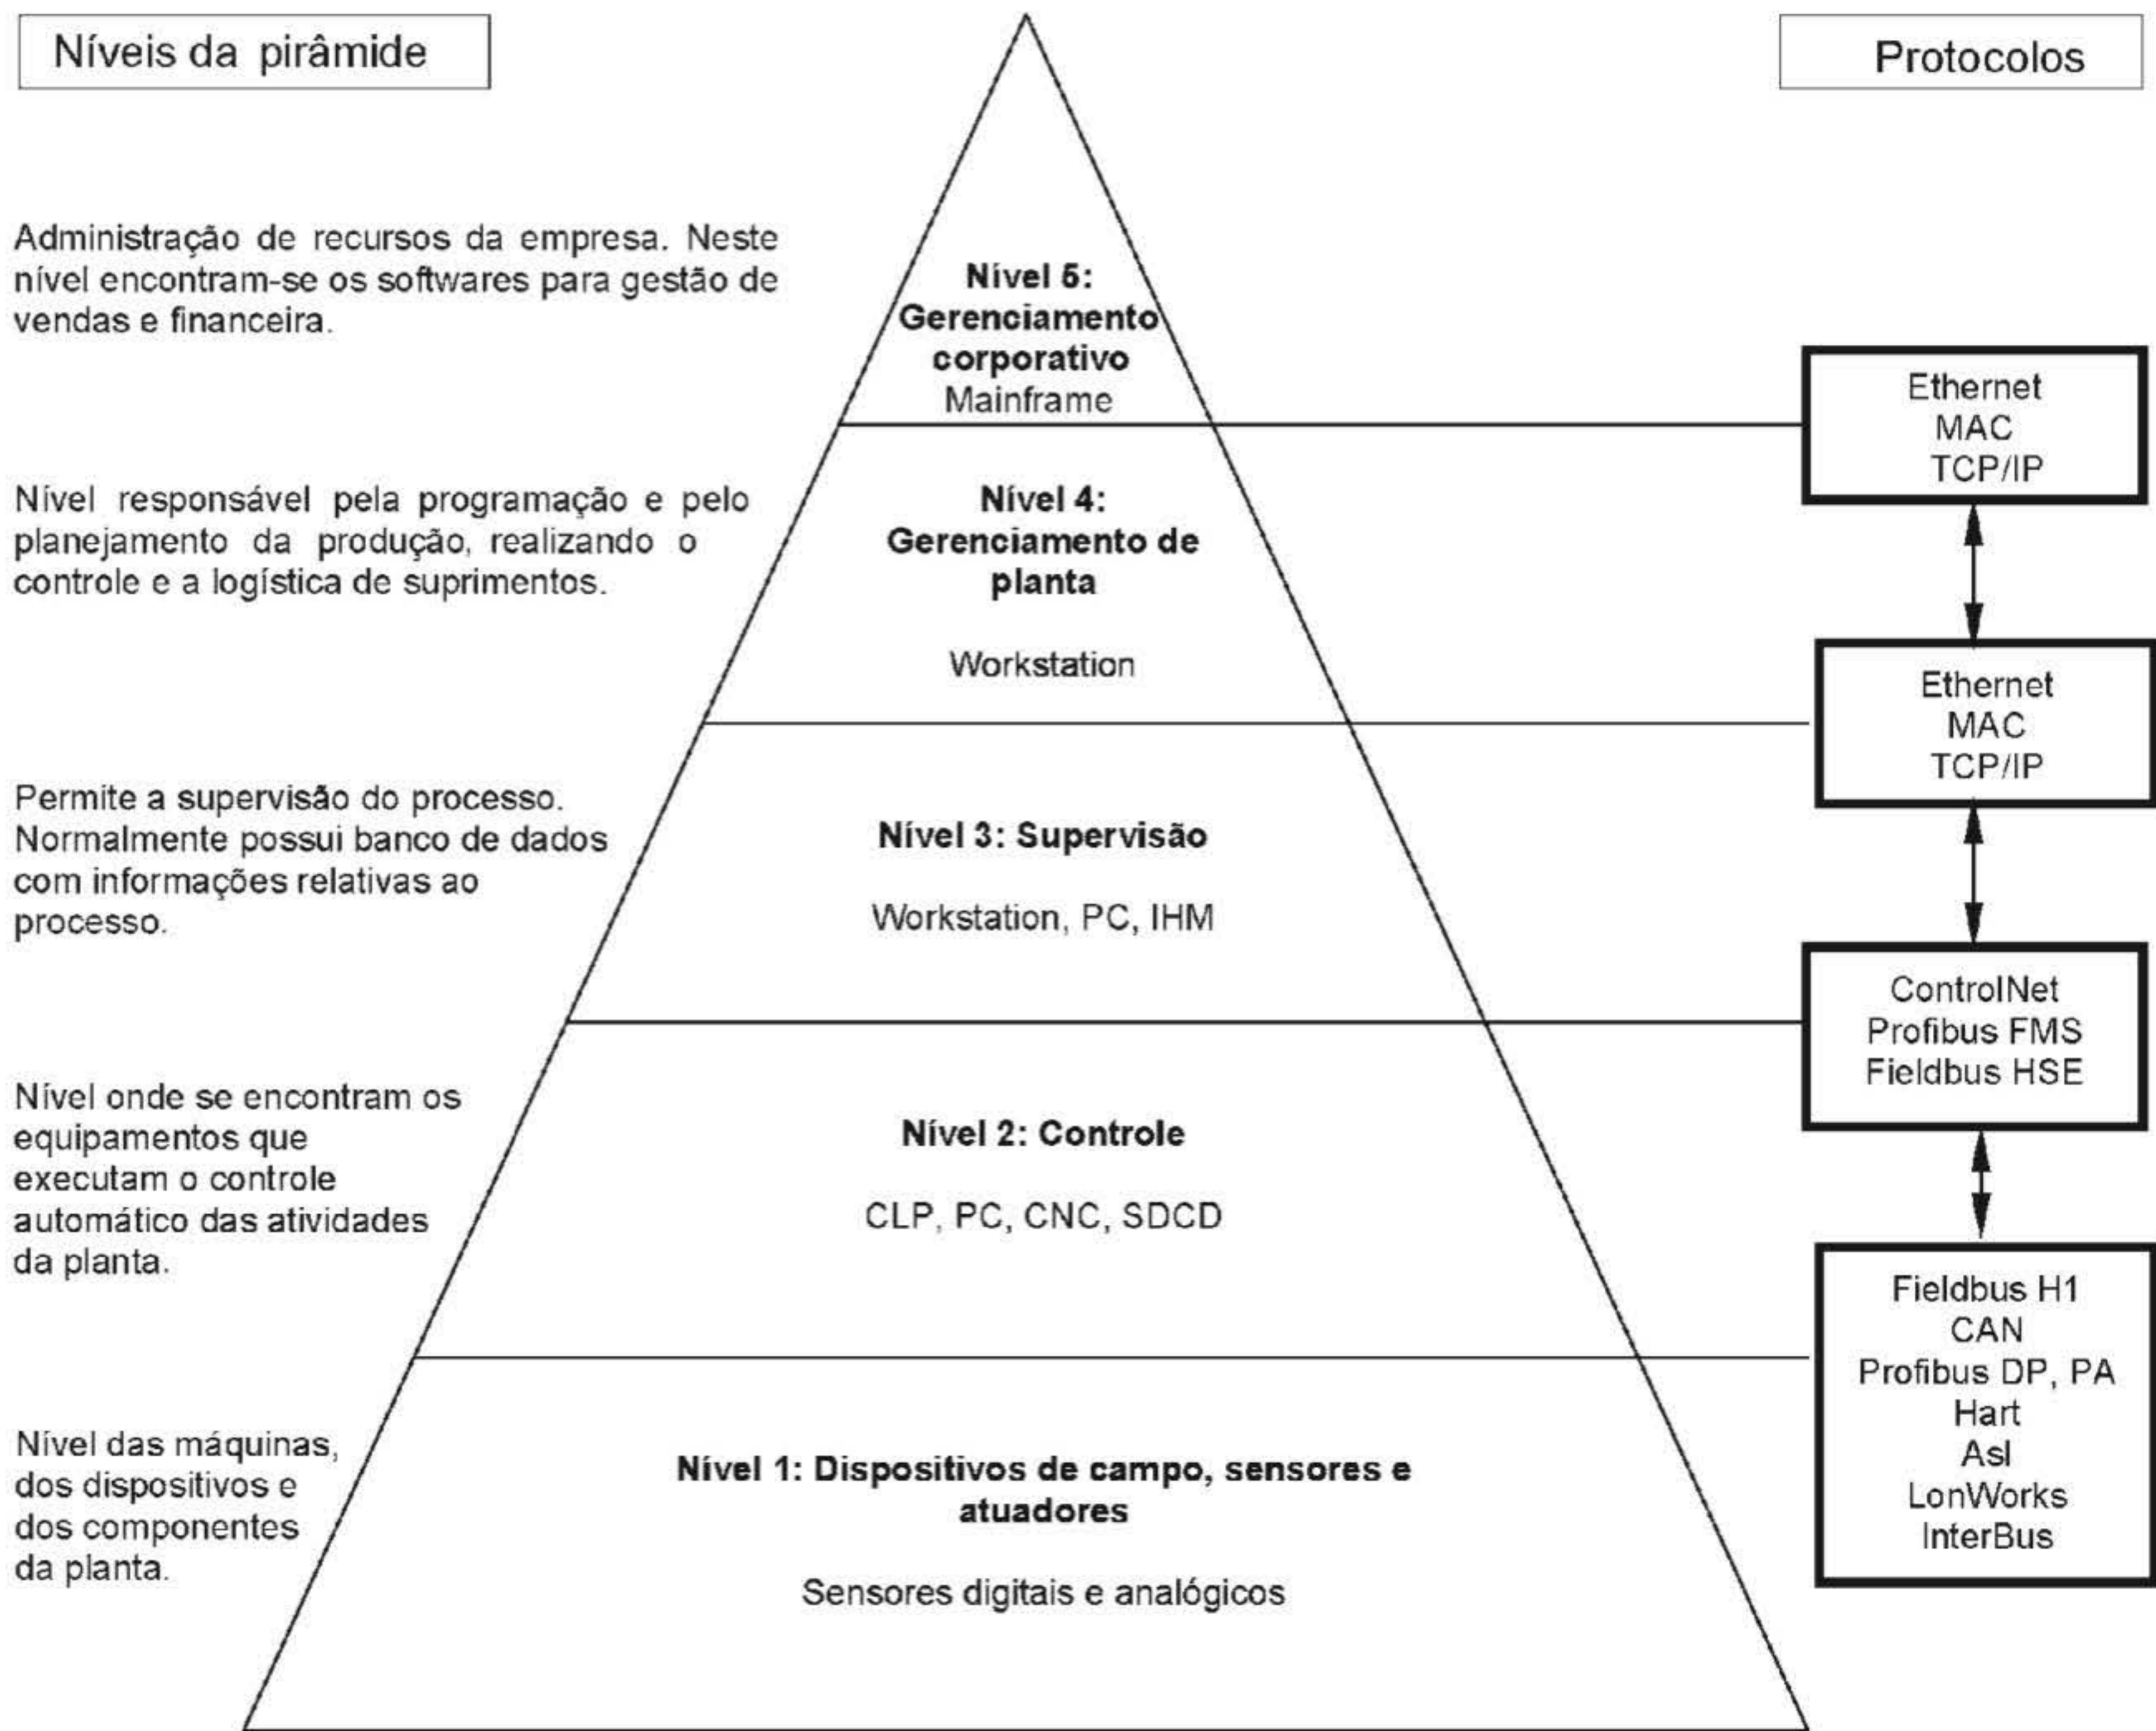 Níveis da pirâmide
Protocolos
Administração de recursos da empresa. Neste
nível encontram-se os softwares para gestão de
vendas e financeira.
Nível 5:
Gerenciamento
corporativo
Mainframe
Ethernet
MAC
TCP/IP
Nível responsável pela programação e pelo
planejamento da produção, realizando o
controle e a logística de suprimentos.
Nível 4:
Gerenciamento de
planta
Workstation
Ethernet
MAC
TCP/IP
Permite a supervisão do processo.
Normalmente possui banco de dados
com informações relativas ao
processo.
Nível 3: Supervisão
Workstation, PC, IHM
ControlNet
Profibus FMS
Fieldbus HSE
Nível onde se encontram os
equipamentos que
executam o controle
automático das atividades
da planta.
Nível 2: Controle
CLP, PC, CNC, SDCD
Fieldbus H1
CAN
Profibus DP, PA
Hart
AsI
LonWorks
InterBus
Nível das máquinas,
dos dispositivos e
dos componentes
da planta.
Nível 1: Dispositivos de campo, sensores e
atuadores
Sensores digitais e analógicos